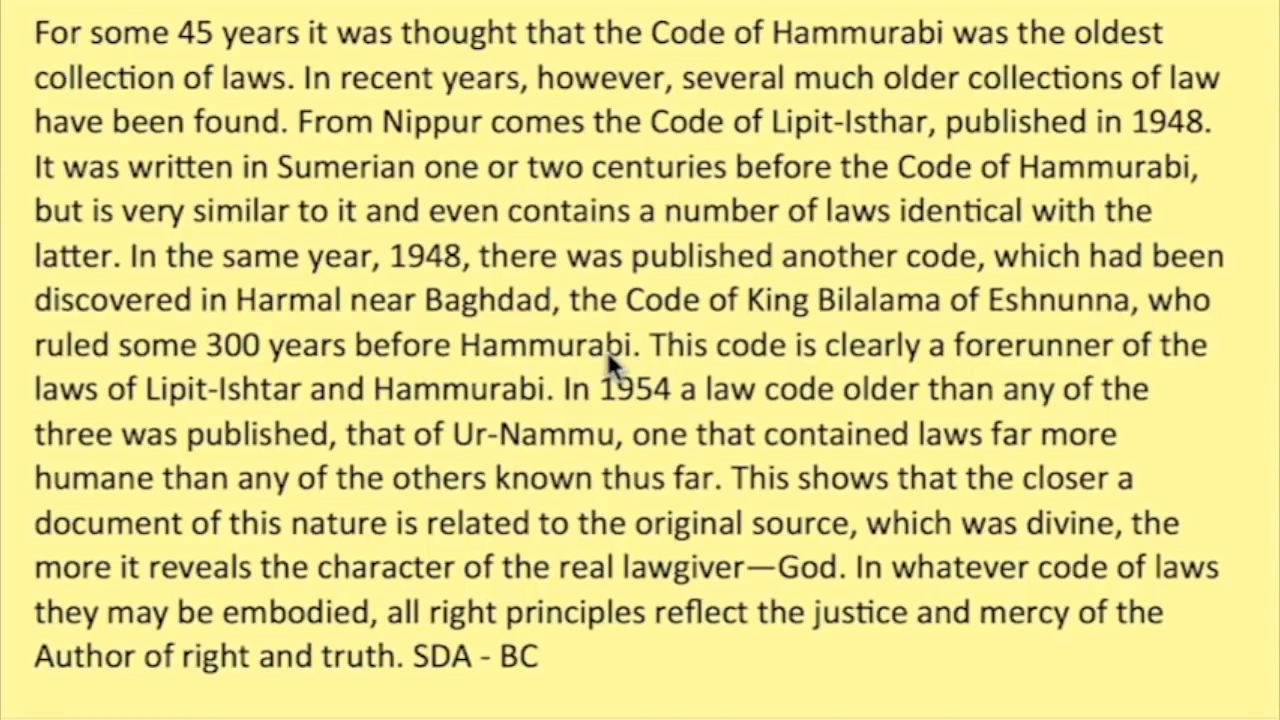 For some 45 years it was thought that the Code of Hammurabi was the oldest
collection of laws. In recent years, however, several much older collections of law
have been found. From Nippur comes the Code of Lipit-Isthar, published in 1948.
It was written in Sumerian one or two centuries before the Code of Hammurabi,
but is very similar to it and even contains a number of laws identical with the
latter. In the same year, 1948, there was published another code, which had been
discovered in Harmal near Baghdad, the Code of King Bilalama of Eshnunna, who
ruled some 300 years before Hammurabi. This code is clearly a forerunner of the
laws of Lipit-Ishtar and Hammurabi. In 1954 a law code older than any of the
three was published, that of Ur-Nammu, one that contained laws far more
humane than any of the others known thus far. This shows that the closer a
document of this nature is related to the original source, which was divine, the
more it reveals the character of the real lawgiver—God. In whatever code of laws
they may be embodied, all right principles reflect the justice and mercy of the
Author of right and truth. SDA - BC